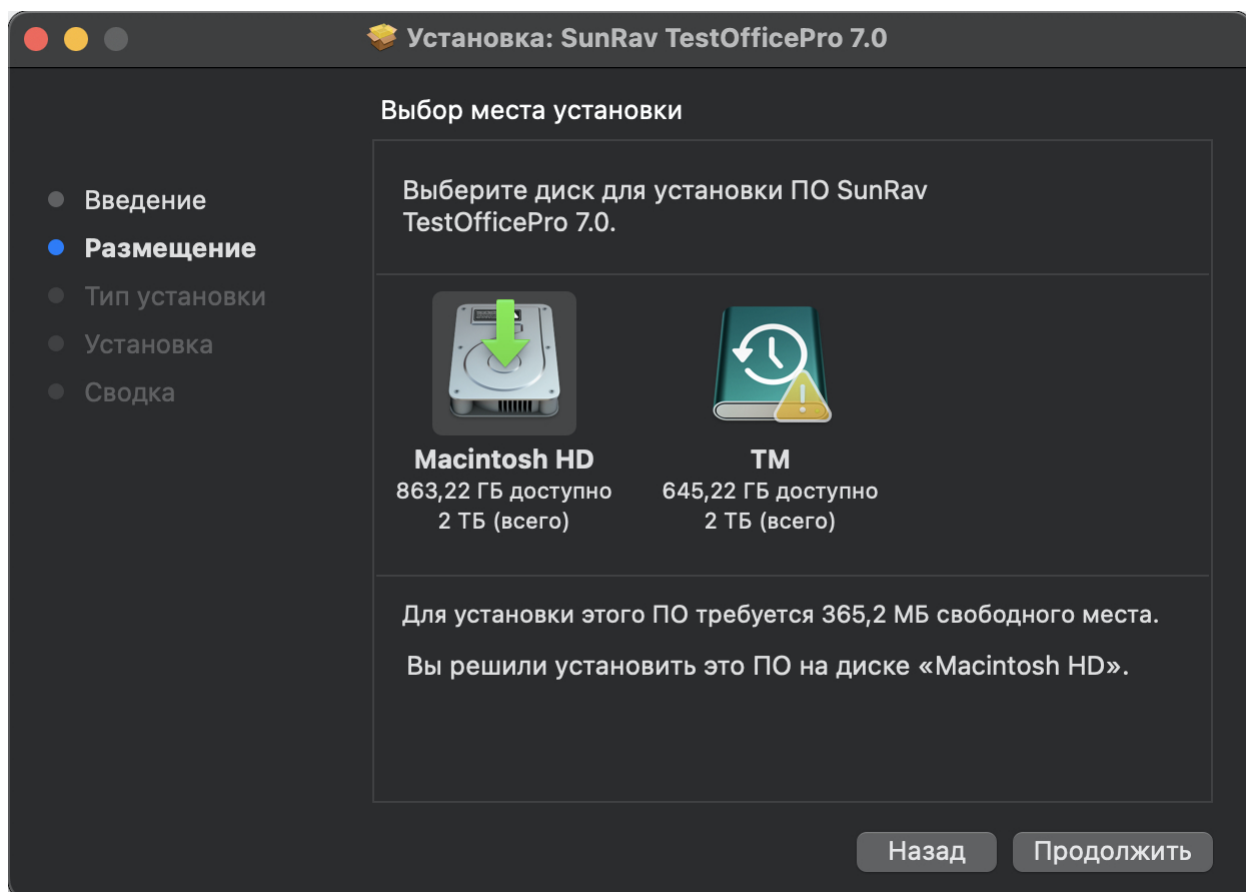 Установка: SunRav TestOfficePro 7.0
Выбор места установки
Введение
Размещение
Тип установки
Установка
Сводка
Выберите диск для установки ПО SunRav
TestOfficePro 7.0.
Macintosh HD
863,22 ГБ доступно
2 ТБ (всего)
TM
645,22 ГБ доступно
2 ТБ (всего)
Для установки этого ПО требуется 365,2 МБ свободного места.
Вы решили установить это ПО на диске «Macintosh HD».
Назад
Продолжить